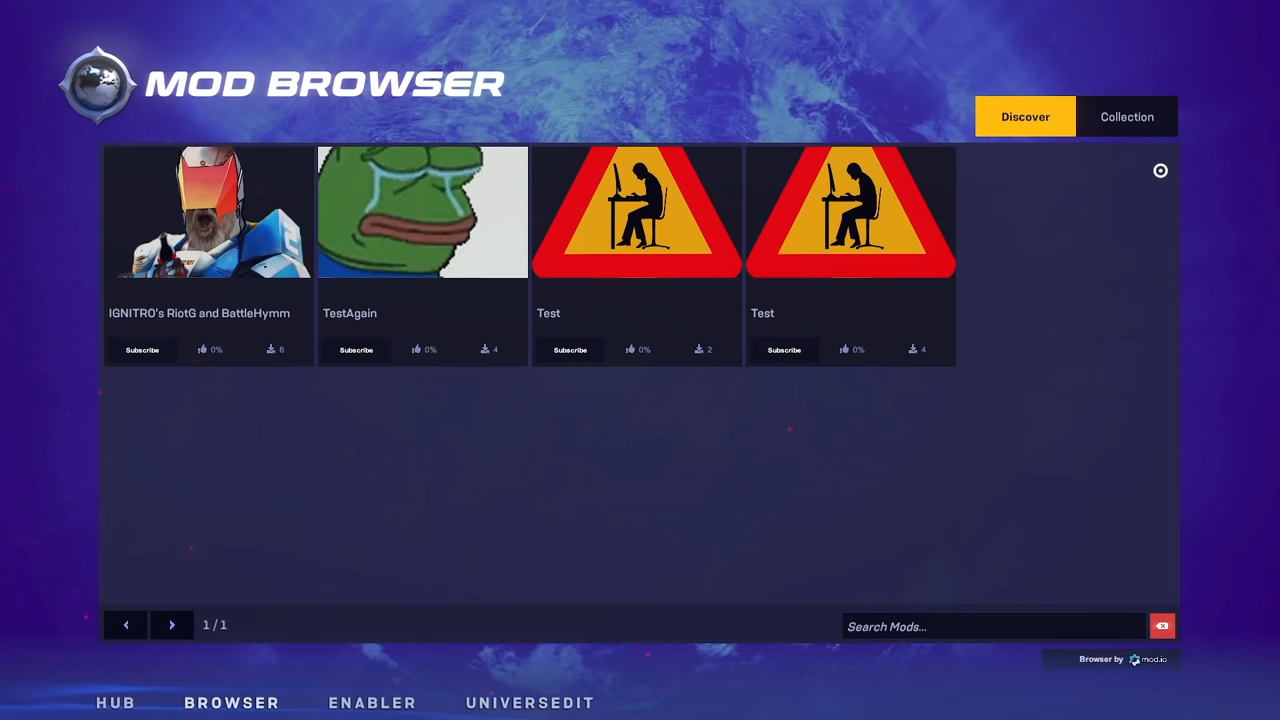 MOD BROWSER
Discover
Collection
IGNITRO's RiotG and BattleHymm
TestAgain
Test
Test
Subscribe
0%
6
Subscribe
0%
4
Subscribe
0%
2
Subscribe
0%
4
1 / 1
Search Mods...
Browser by mod.io
HUB
BROWSER
ENABLER
UNIVERSEDIT